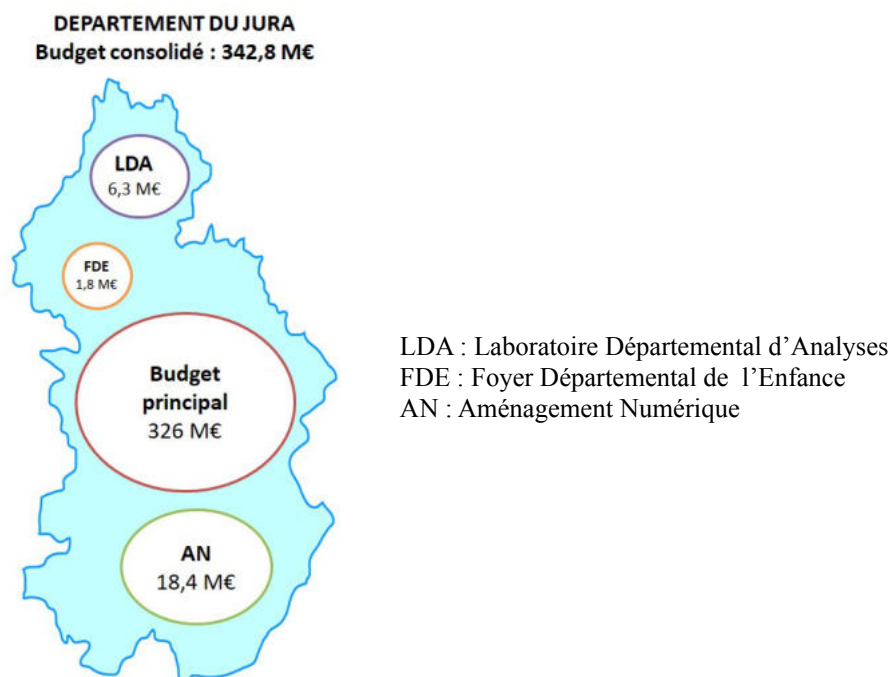 DEPARTEMENT DU JURA
Budget consolidé : 342,8 M€
LDA
6,3 M€
FDE
1,8 M€
Budget
principal
326 M€
AN
18,4 M€
LDA : Laboratoire Départemental d’Analyses
FDE : Foyer Départemental de l’Enfance
AN : Aménagement Numérique